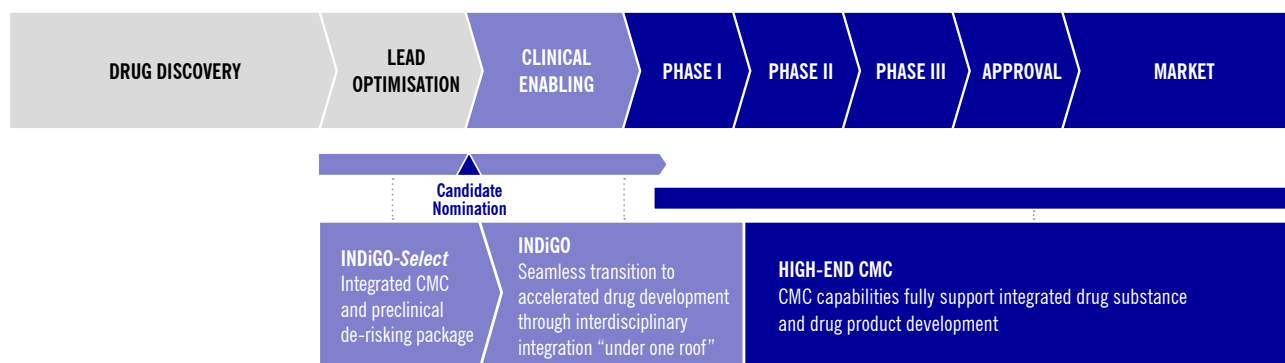 DRUG DISCOVERY
LEAD
OPTIMISATION
CLINICAL
ENABLING
PHASE I
PHASE II
PHASE III
APPROVAL
MARKET
Candidate
Nomination
INDiGO-Select
Integrated CMC
and preclinical
de-risking package
INDiGO
Seamless transition to
accelerated drug development
through interdisciplinary
integration “under one roof”
HIGH-END CMC
CMC capabilities fully support integrated drug substance
and drug product development